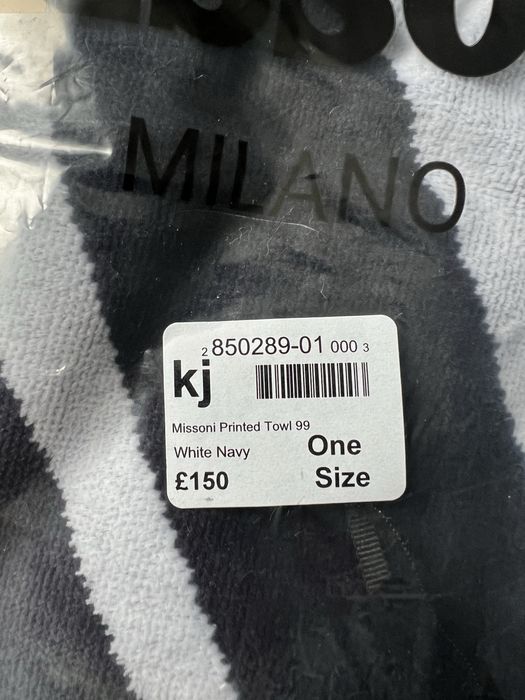 MILANO
2 850289-01 000 3
kj
Missoni Printed Towl 99
White Navy
One
Size
£150